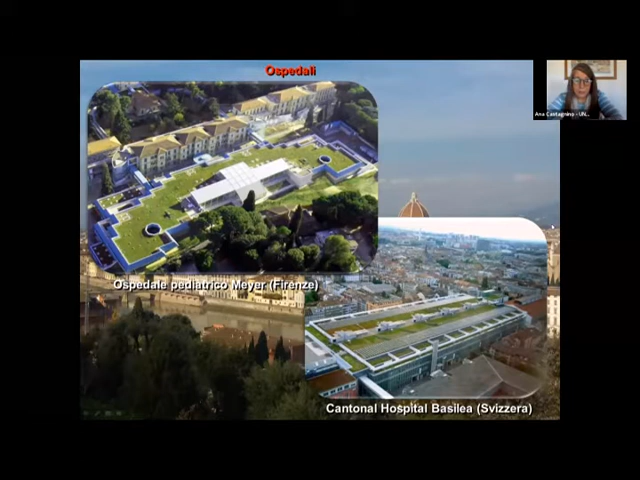 Ospedali
Ana Castagnino - UN...
Ospedale pediatrico Meyer (Firenze)
Cantonal Hospital Basilea (Svizzera)